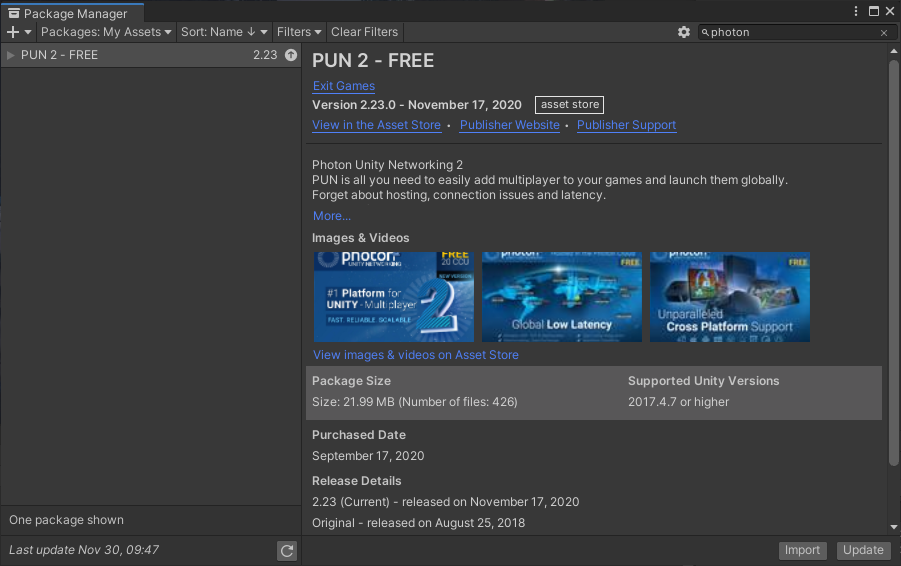 Package Manager
Packages: My Assets Sort: Name ↓ Filters Clear Filters photon
PUN 2 - FREE 2.23
One package shown
Last update Nov 30, 09:47
PUN 2 - FREE
Exit Games
Version 2.23.0 - November 17, 2020 asset store
View in the Asset Store • Publisher Website • Publisher Support
Photon Unity Networking 2
PUN is all you need to easily add multiplayer to your games and launch them globally.
Forget about hosting, connection issues and latency.
More...
Images & Videos
photon
UNITY NETWORKING
FREE
20 CCU
NEW VERSION
#1 Platform for
UNITY - Multiplayer
2
FAST, RELIABLE, SCALABLE
photon
FREE
Global Low Latency
photon
UNITY NETWORKING
FREE
Unparalleled
Cross Platform Support
View images & videos on Asset Store
Package Size Supported Unity Versions
Size: 21.99 MB (Number of files: 426) 2017.4.7 or higher
Purchased Date
September 17, 2020
Release Details
2.23 (Current) - released on November 17, 2020
Original - released on August 25, 2018
Import Update